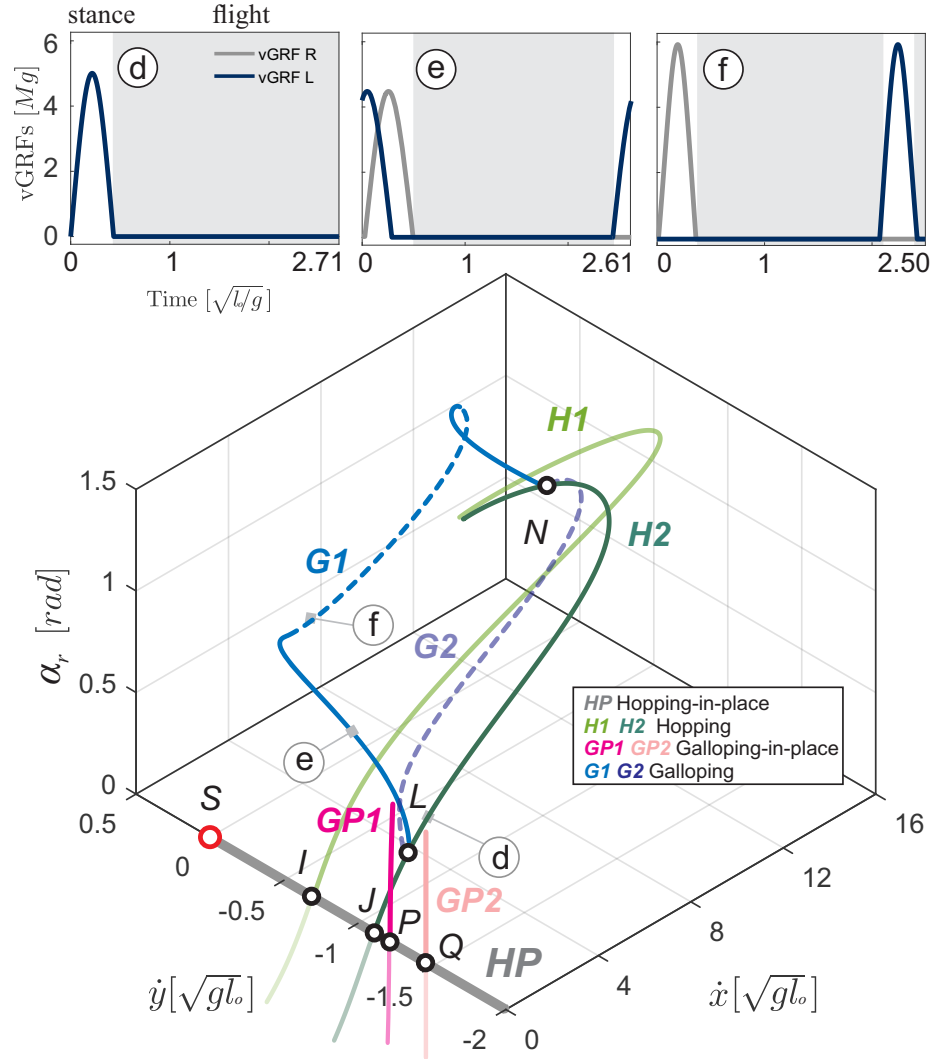 stance flight
6
4
2
0
vGRFs [Mg]
d
vGRF R
vGRF L
e
f
0 1 2.71
0 1 2.61
0 1 2.50
Time [√l₀/g]
H1
1.5
N
H2
G1
1
f
G2
α_r [rad]
0.5
HP Hopping-in-place
H1 H2 Hopping
GP1 GP2 Galloping-in-place
G1 G2 Galloping
e
0
S
L
GP1
0.5
16
d
0
I
12
GP2
-0.5
J
P
8
Q
-1
HP
4
ẏ[√gl₀]
-1.5
ẋ[√gl₀]
-2
0